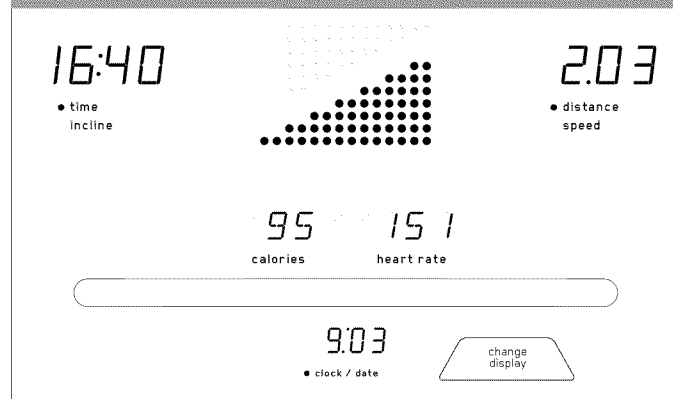 16:40
2.03
• time
incline
• distance
speed
95
151
calories
heart rate
9:03
• clock / date
change
display